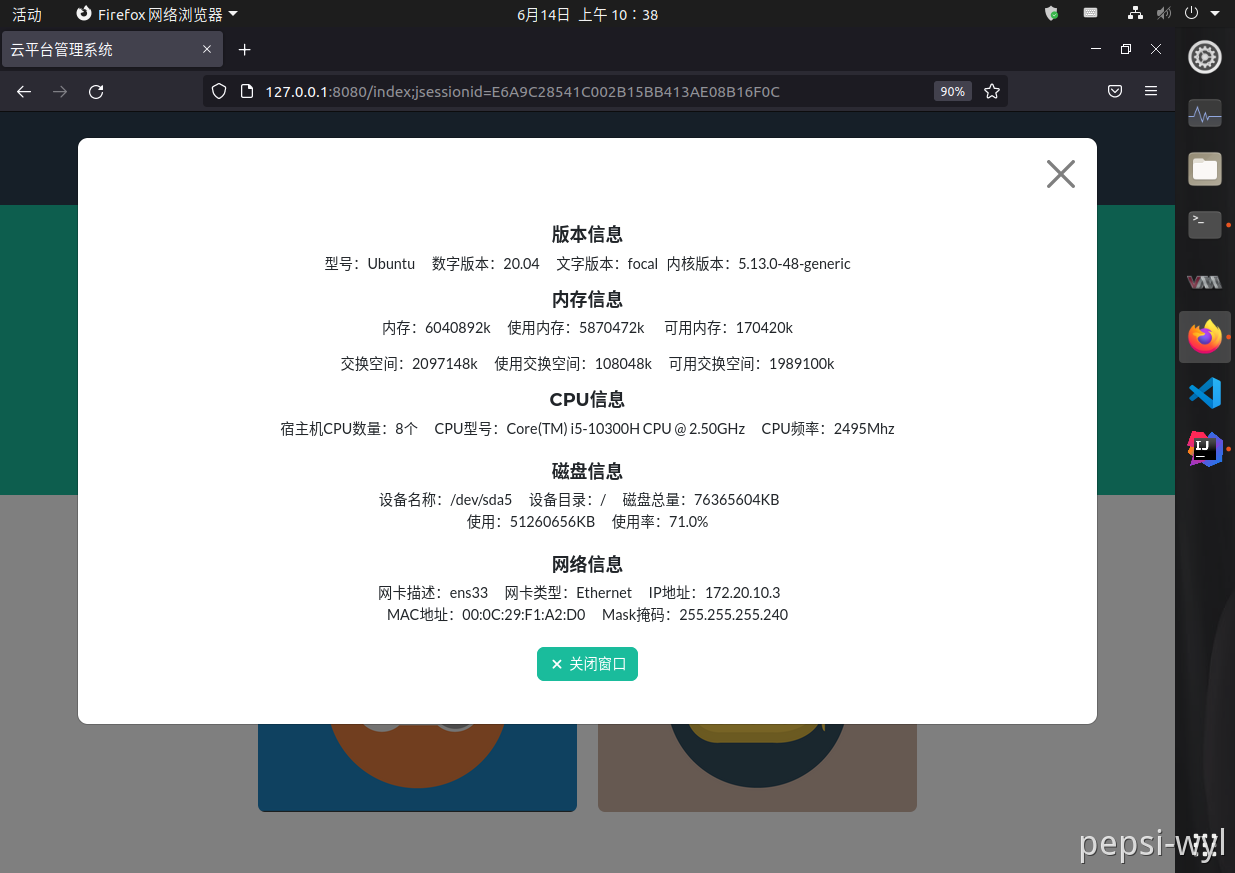 活动 Firefox 网络浏览器 6月14日 上午 10：38
云平台管理系统
127.0.0.1:8080/index;jsessionid=E6A9C28541C002B15BB413AE08B16F0C 90%
版本信息
型号：Ubuntu 数字版本：20.04 文字版本：focal 内核版本：5.13.0-48-generic
内存信息
内存：6040892k 使用内存：5870472k 可用内存：170420k
交换空间：2097148k 使用交换空间：108048k 可用交换空间：1989100k
CPU信息
宿主机CPU数量：8个 CPU型号：Core(TM) i5-10300H CPU @ 2.50GHz CPU频率：2495Mhz
磁盘信息
设备名称：/dev/sda5 设备目录：/ 磁盘总量：76365604KB
使用：51260656KB 使用率：71.0%
网络信息
网卡描述：ens33 网卡类型：Ethernet IP地址：172.20.10.3
MAC地址：00:0C:29:F1:A2:D0 Mask掩码：255.255.255.240
关闭窗口
IJ
pepsi-wyl